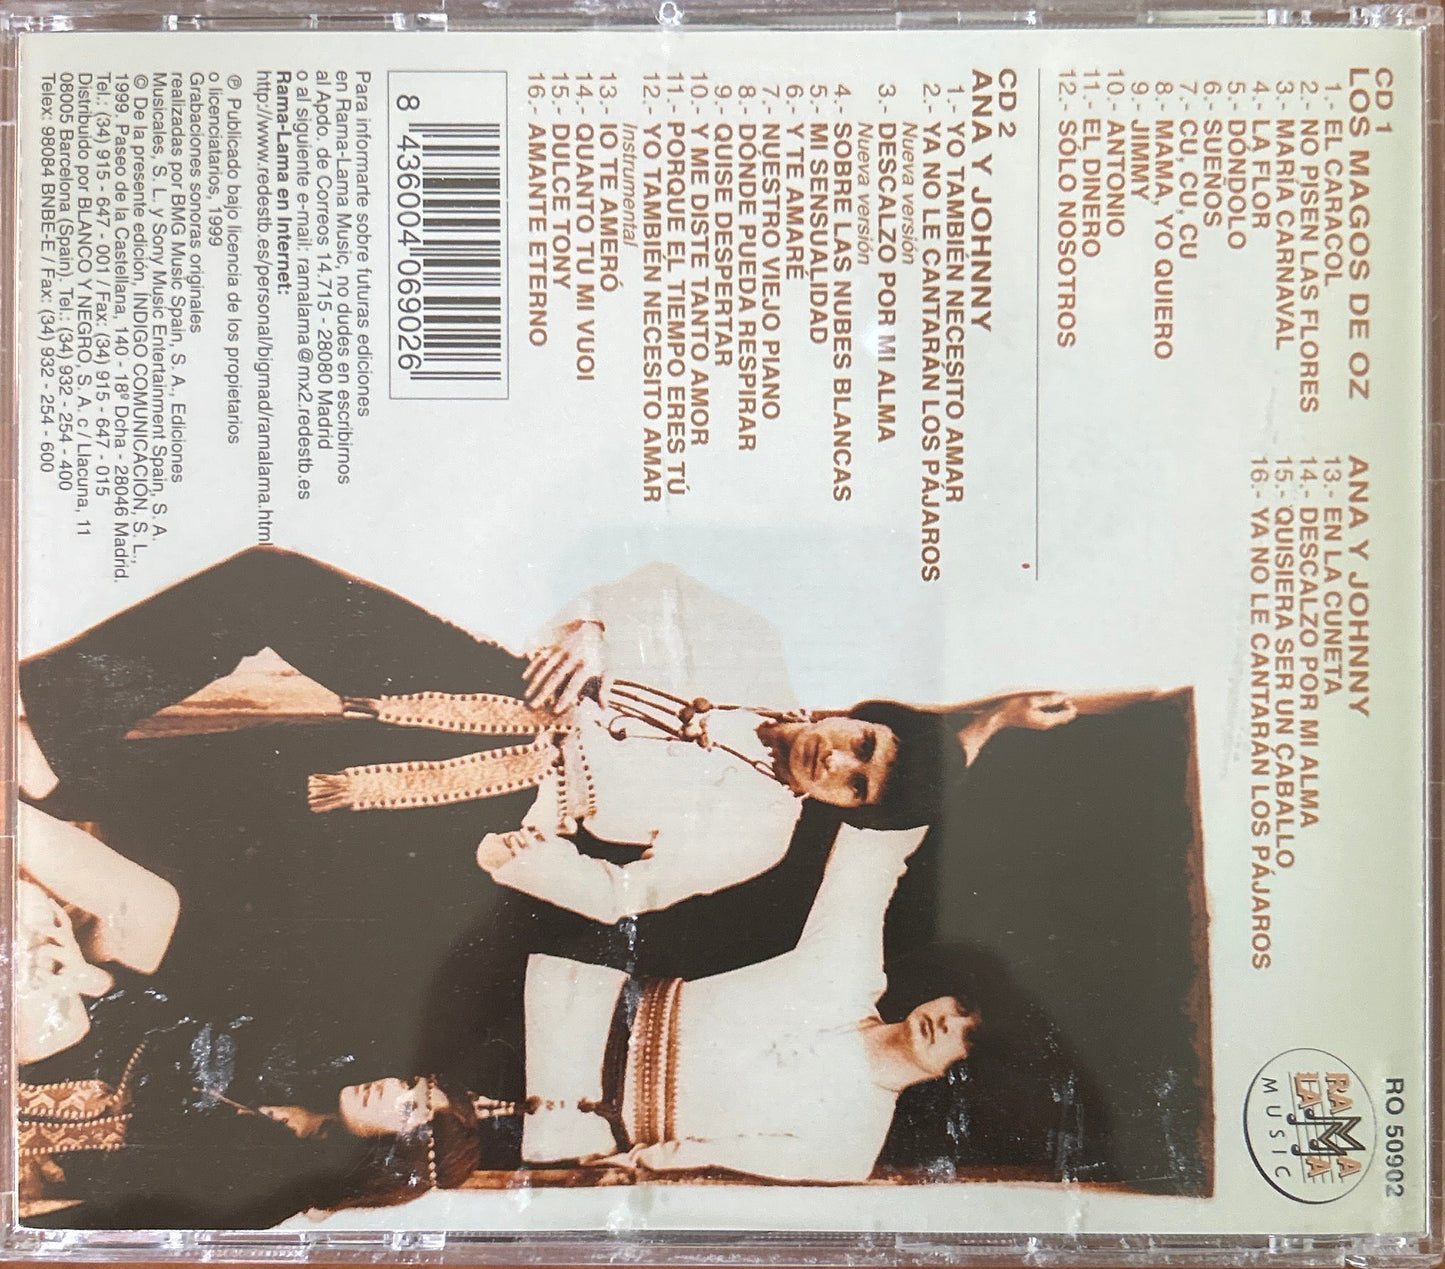 RO 50902
RAMA
LAMA
MUSIC
CD 1
LOS MAGOS DE OZ
1.- EL CARACOL
2.- NO PISEN LAS FLORES
3.- MARÍA CARNAVAL
4.- LA FLOR
5.- DÓNDOLO
6.- SUEÑOS
7.- CU, CU, CU
8.- MAMA, YO QUIERO
9.- JIMMY
10.- ANTONIO
11.- EL DINERO
12.- SÓLO NOSOTROS
ANA Y JOHNNY
13.- EN LA CUNETA
14.- DESCALZO POR MI ALMA
15.- QUISIERA SER UN CABALLO
16.- YA NO LE CANTARÁN LOS PÁJAROS
CD 2
ANA Y JOHNNY
1.- YO TAMBIÉN NECESITO AMAR
2.- YA NO LE CANTARÁN LOS PÁJAROS
Nueva versión
3.- DESCALZO POR MI ALMA
Nueva versión
4.- SOBRE LAS NUBES BLANCAS
5.- MI SENSUALIDAD
6.- Y TE AMARÉ
7.- NUESTRO VIEJO PIANO
8.- DÓNDE PUEDA RESPIRAR
9.- QUISE DESPERTAR
10.- Y ME DISTE TANTO AMOR
11.- PORQUE EL TIEMPO ERES TÚ
12.- YO TAMBIÉN NECESITO AMAR
Instrumental
13.- IO TE AMERÓ
14.- QUANTO TU MI VUOI
15.- DULCE TONY
16.- AMANTE ETERNO
8 436004 069026
Para informarte sobre futuras ediciones
en Rama-Lama Music, no dudes en escribirnos
al Apdo. de Correos 14.715 - 28080 Madrid
o al siguiente e-mail: ramalama@mx2.redestb.es
Rama-Lama en Internet:
http://www.redestb.es/personal/bigmad/ramalama.html
℗ Publicado bajo licencia de los propietarios
o licenciatarios, 1999
Grabaciones sonoras originales
realizadas por BMG Music Spain, S. A., Ediciones
Musicales, S. L. y Sony Music Entertainment Spain, S. A.
© De la presente edición, INDIGO COMUNICACION, S. L.,
1999. Paseo de la Castellana, 140 - 18º Dcha - 28046 Madrid.
Tel.: (34) 915 - 647 - 001 / Fax: (34) 915 - 647 - 015
Distribuido por BLANCO Y NEGRO, S. A. c / Llacuna, 11
08005 Barcelona (Spain). Tel.: (34) 932 - 254 - 400
Telex: 98084 BNBE-E / Fax: (34) 932 - 254 - 600